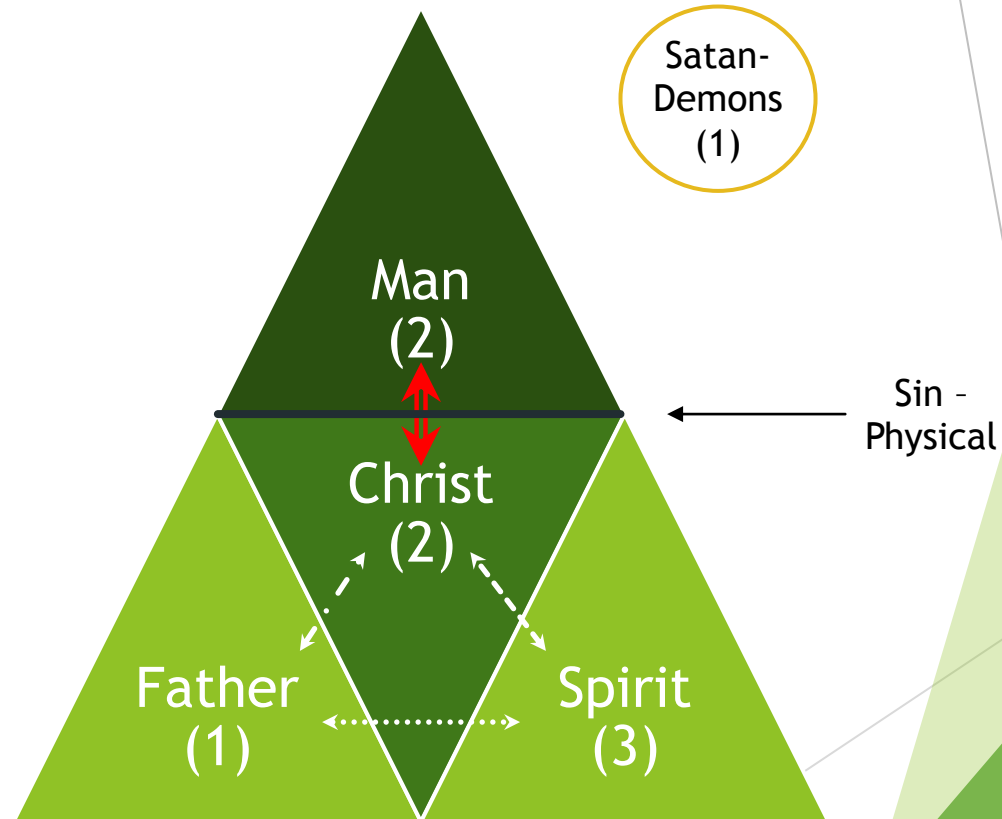 Satan-
Demons
(1)
Man
(2)
Sin –
Physical
Christ
(2)
Father
(1)
Spirit
(3)